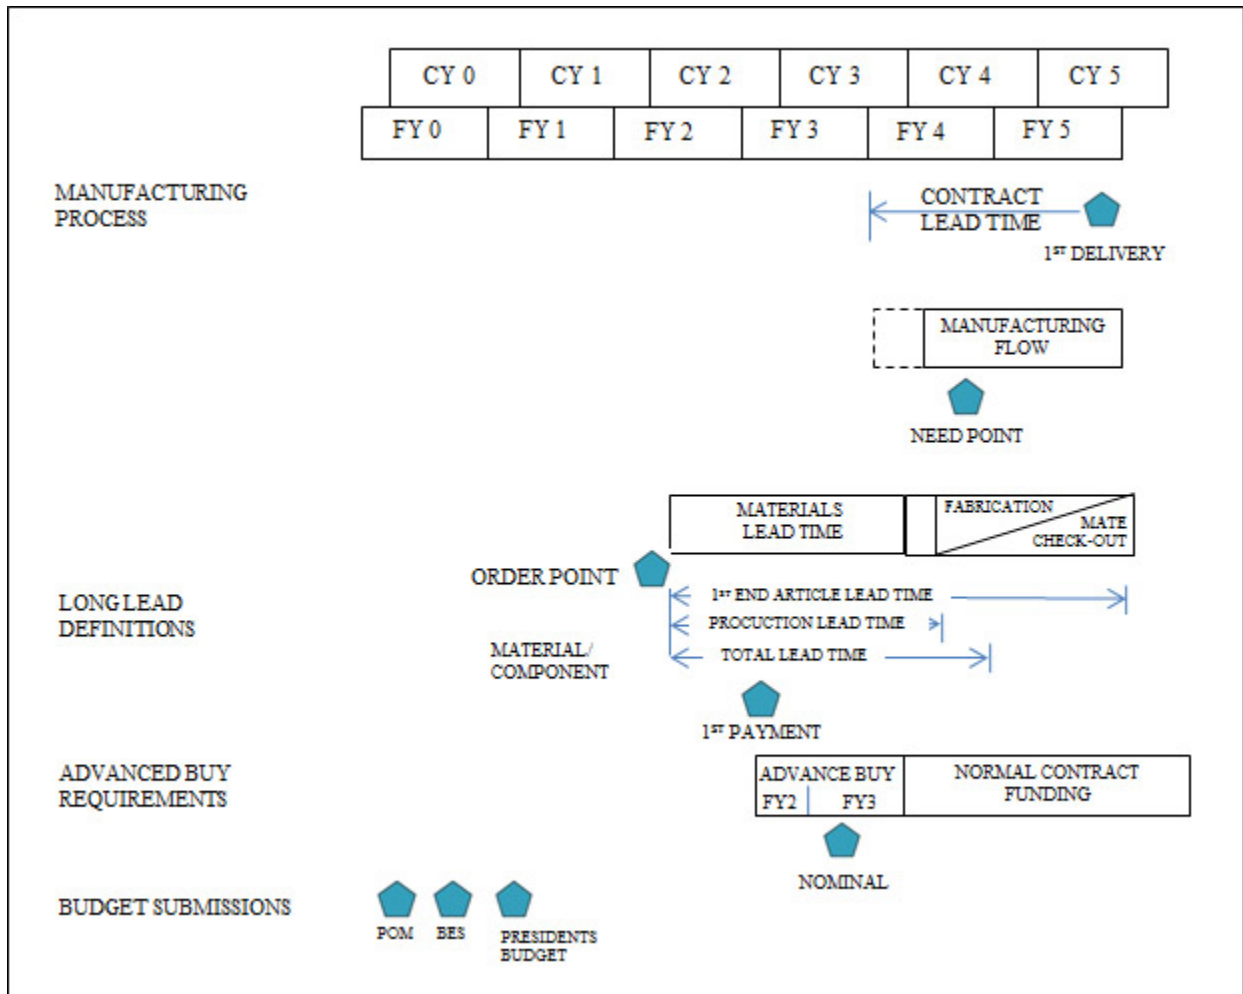 CY 0 CY 1 CY 2 CY 3 CY 4 CY 5
FY 0 FY 1 FY 2 FY 3 FY 4 FY 5
MANUFACTURING
PROCESS
CONTRACT
LEAD TIME
1ST DELIVERY
MANUFACTURING
FLOW
NEED POINT
MATERIALS
LEAD TIME
FABRICATION
MATE
CHECK-OUT
ORDER POINT
LONG LEAD
DEFINITIONS
1ST END ARTICLE LEAD TIME
PROCUCTION LEAD TIME
TOTAL LEAD TIME
MATERIAL/
COMPONENT
1ST PAYMENT
ADVANCED BUY
REQUIREMENTS
ADVANCE BUY
FY2 FY3
NORMAL CONTRACT
FUNDING
NOMINAL
BUDGET SUBMISSIONS
POM BES PRESIDENTS
BUDGET